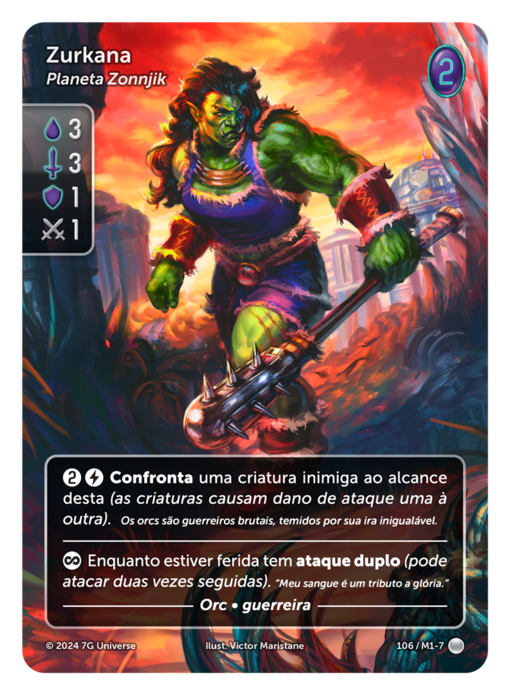 Zurkana
Planeta Zonnjik
2
3
3
1
1
2 Confronta uma criatura inimiga ao alcance
desta (as criaturas causam dano de ataque uma à
outra). Os orcs são guerreiros brutais, temidos por sua ira inigualável.
∞ Enquanto estiver ferida tem ataque duplo (pode
atacar duas vezes seguidas). "Meu sangue é um tributo a glória."
Orc • guerreira
© 2024 7G Universe
Ilust, Victor Maristane
106 / M1-7